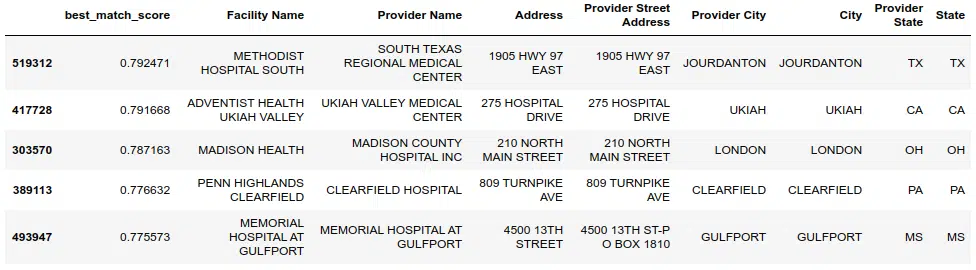 best_match_score Facility Name Provider Name Address Provider Street Address Provider City City Provider State State
519312 0.792471 METHODIST HOSPITAL SOUTH SOUTH TEXAS REGIONAL MEDICAL CENTER 1905 HWY 97 EAST 1905 HWY 97 EAST JOURDANTON JOURDANTON TX TX
417728 0.791668 ADVENTIST HEALTH UKIAH VALLEY UKIAH VALLEY MEDICAL CENTER 275 HOSPITAL DRIVE 275 HOSPITAL DRIVE UKIAH UKIAH CA CA
303570 0.787163 MADISON HEALTH MADISON COUNTY HOSPITAL INC 210 NORTH MAIN STREET 210 NORTH MAIN STREET LONDON LONDON OH OH
389113 0.776632 PENN HIGHLANDS CLEARFIELD CLEARFIELD HOSPITAL 809 TURNPIKE AVE 809 TURNPIKE AVE CLEARFIELD CLEARFIELD PA PA
493947 0.775573 MEMORIAL HOSPITAL AT GULFPORT MEMORIAL HOSPITAL AT GULFPORT 4500 13TH STREET 4500 13TH ST-P O BOX 1810 GULFPORT GULFPORT MS MS